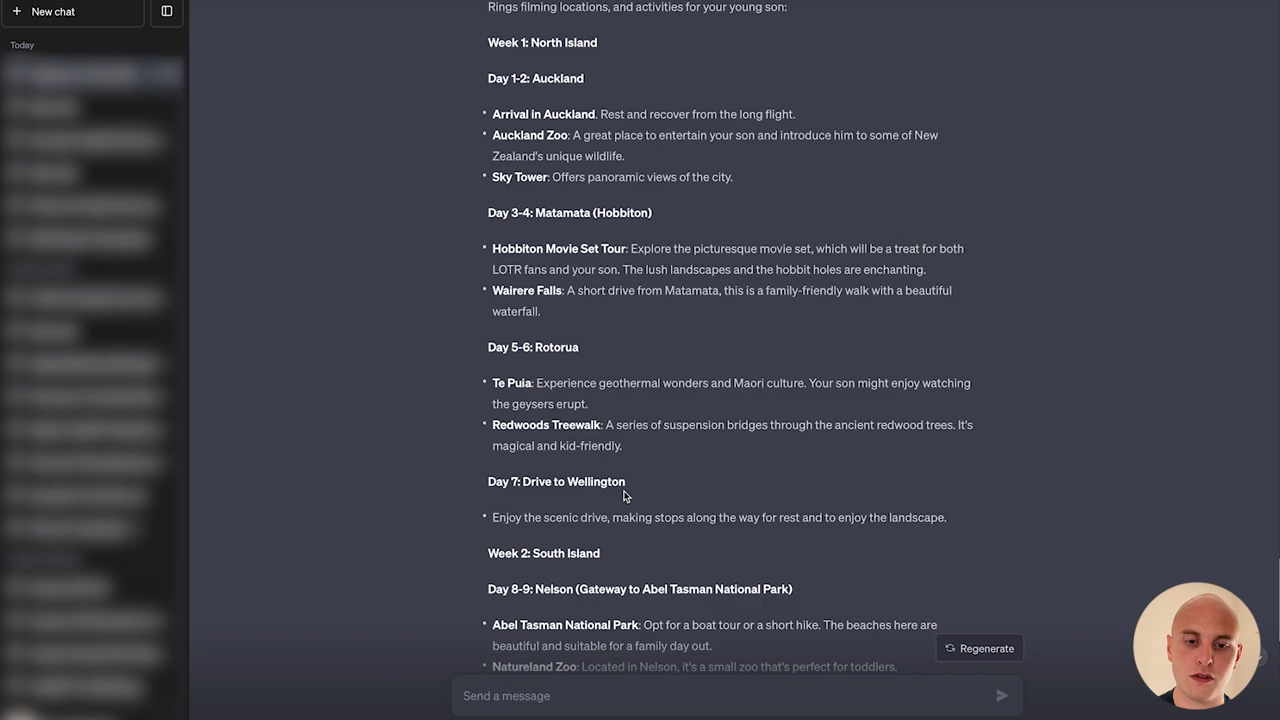 New chat
Today
Rings filming locations, and activities for your young son:
Week 1: North Island
Day 1-2: Auckland
• Arrival in Auckland. Rest and recover from the long flight.
• Auckland Zoo: A great place to entertain your son and introduce him to some of New
Zealand's unique wildlife.
• Sky Tower: Offers panoramic views of the city.
Day 3-4: Matamata (Hobbiton)
• Hobbiton Movie Set Tour: Explore the picturesque movie set, which will be a treat for both
LOTR fans and your son. The lush landscapes and the hobbit holes are enchanting.
• Wairere Falls: A short drive from Matamata, this is a family-friendly walk with a beautiful
waterfall.
Day 5-6: Rotorua
• Te Puia: Experience geothermal wonders and Maori culture. Your son might enjoy watching
the geysers erupt.
• Redwoods Treewalk: A series of suspension bridges through the ancient redwood trees. It's
magical and kid-friendly.
Day 7: Drive to Wellington
• Enjoy the scenic drive, making stops along the way for rest and to enjoy the landscape.
Week 2: South Island
Day 8-9: Nelson (Gateway to Abel Tasman National Park)
• Abel Tasman National Park: Opt for a boat tour or a short hike. The beaches here are
beautiful and suitable for a family day out.
• Natureland Zoo: Located in Nelson, it's a small zoo that's perfect for toddlers.
Regenerate
Send a message